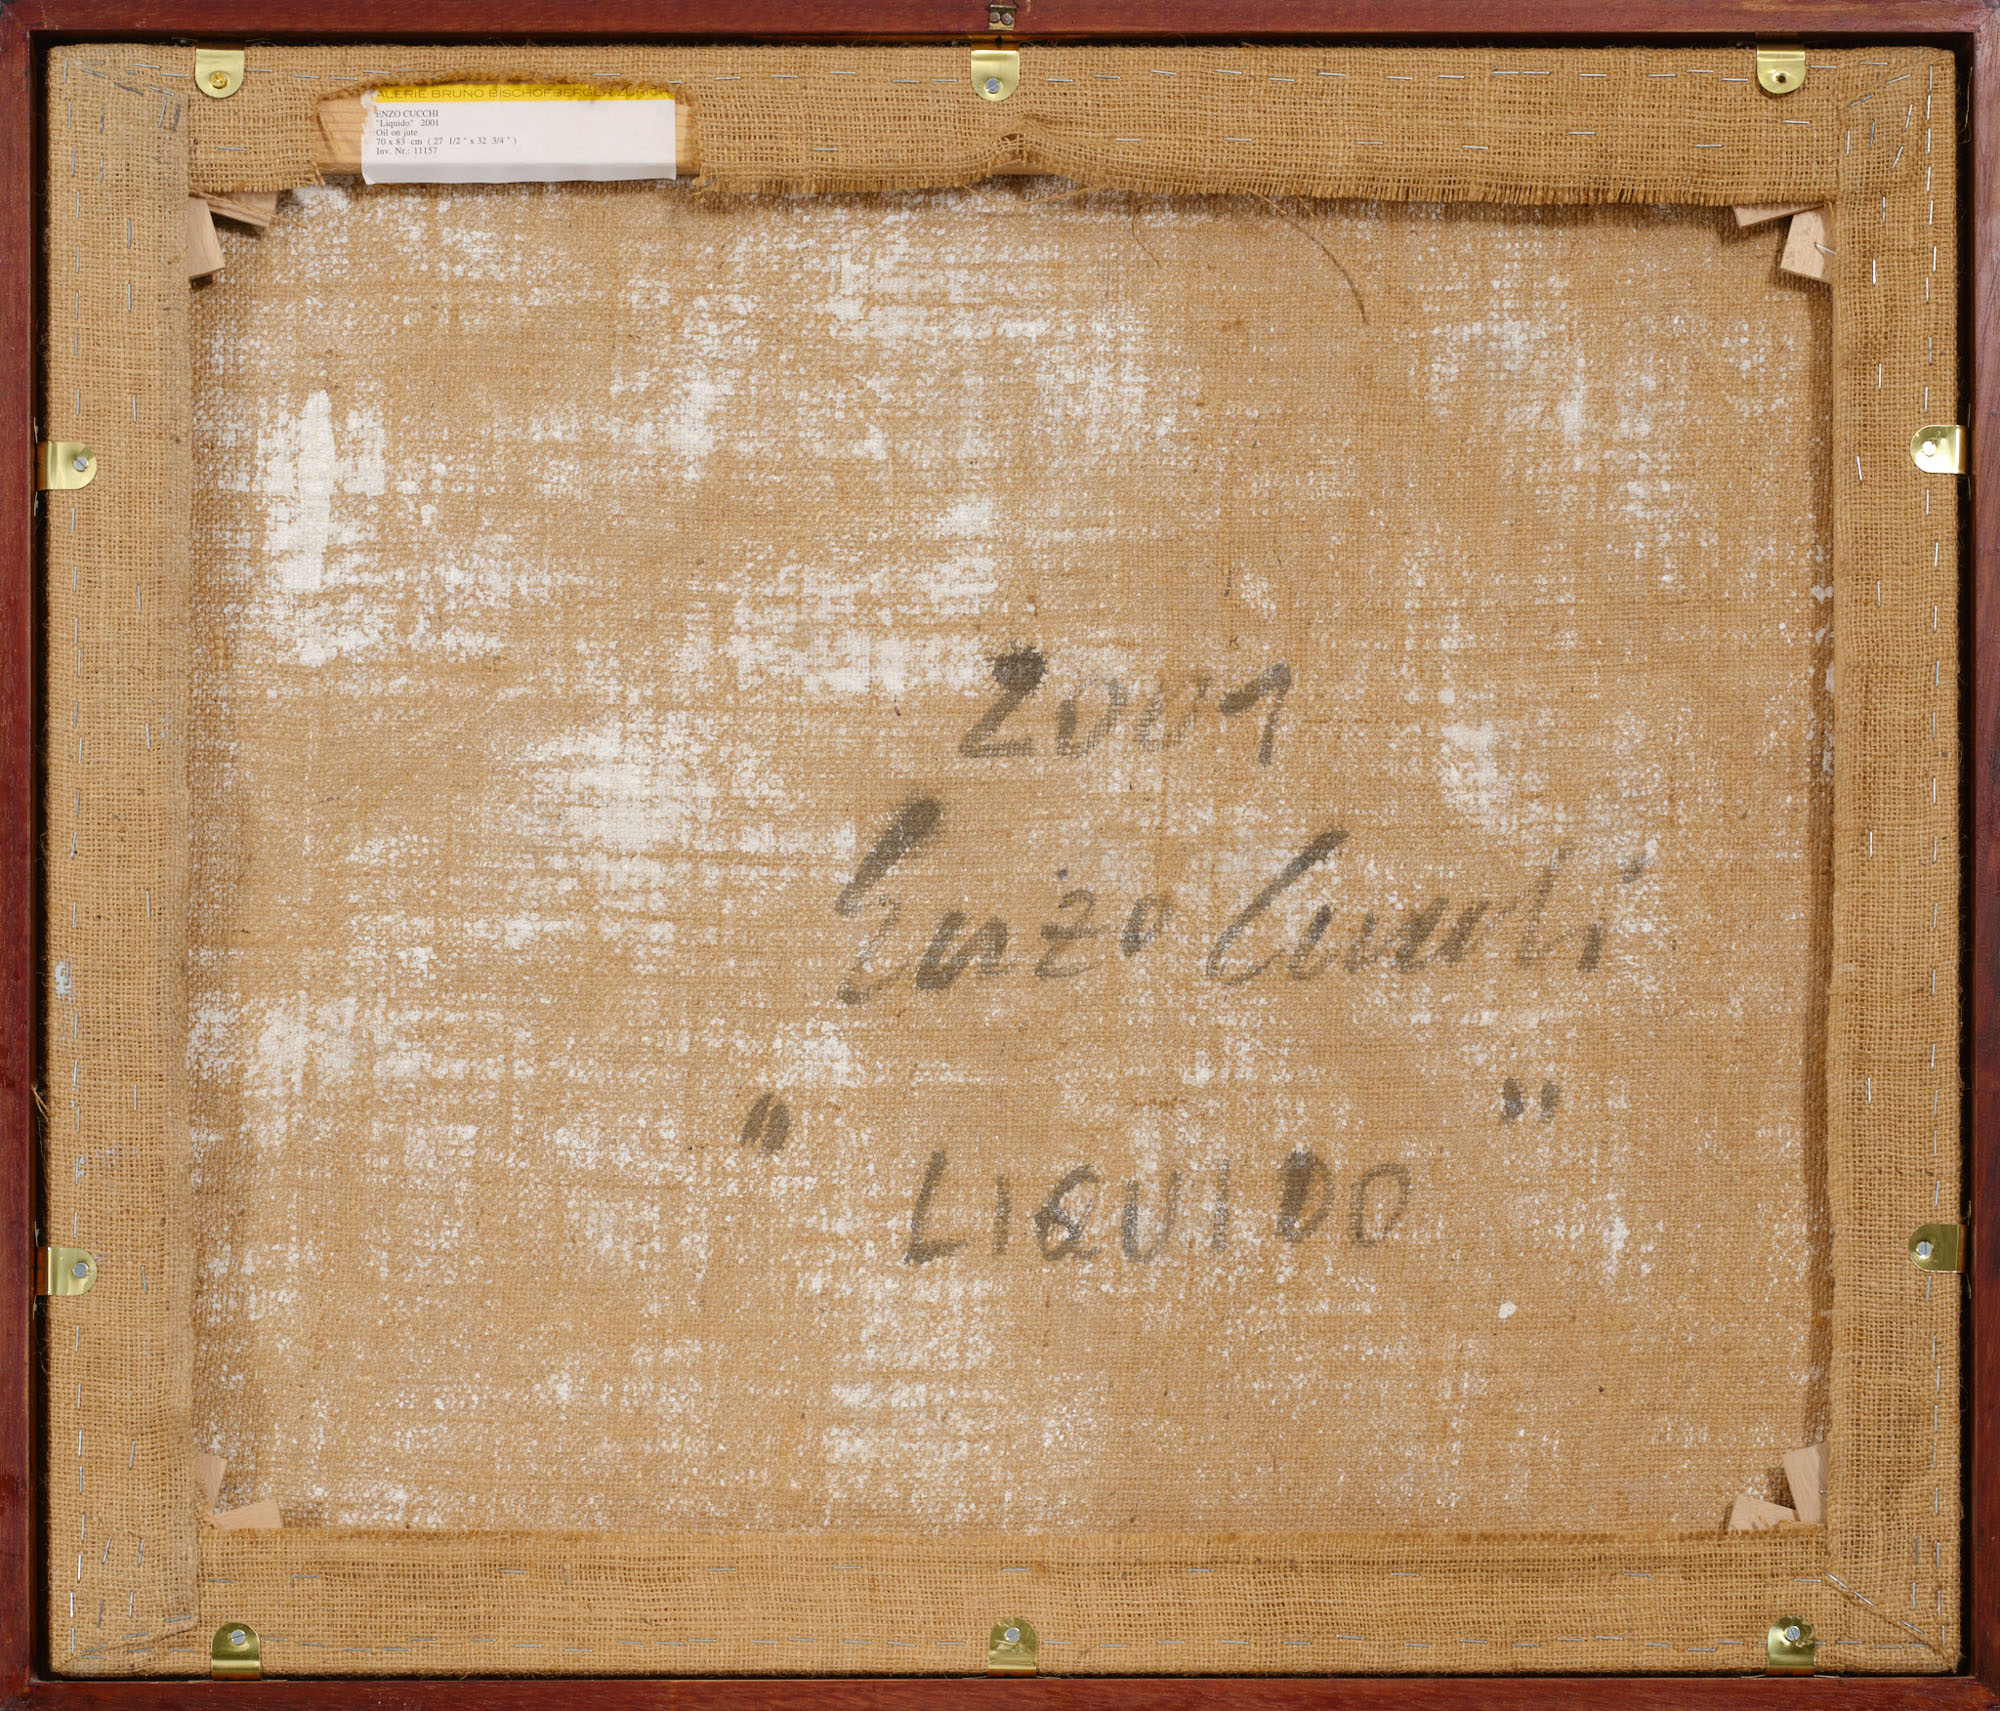 ALERIE BRUNO BISCHOFBERGER ZÜRICH
ENZO CUCCHI
"Liquido" 2001
Oil on jute
70 x 83 cm ( 27 1/2 " x 32 3/4 " )
Inv. Nr.: 11157
2001
Enzo Cucchi
" LIQUIDO "